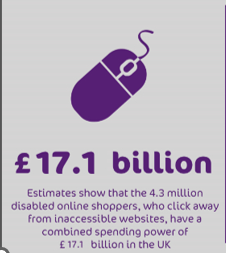 £17.1 billion
Estimates show that the 4.3 million
disabled online shoppers, who click away
from inaccessible websites, have a
combined spending power of
£17.1 billion in the UK